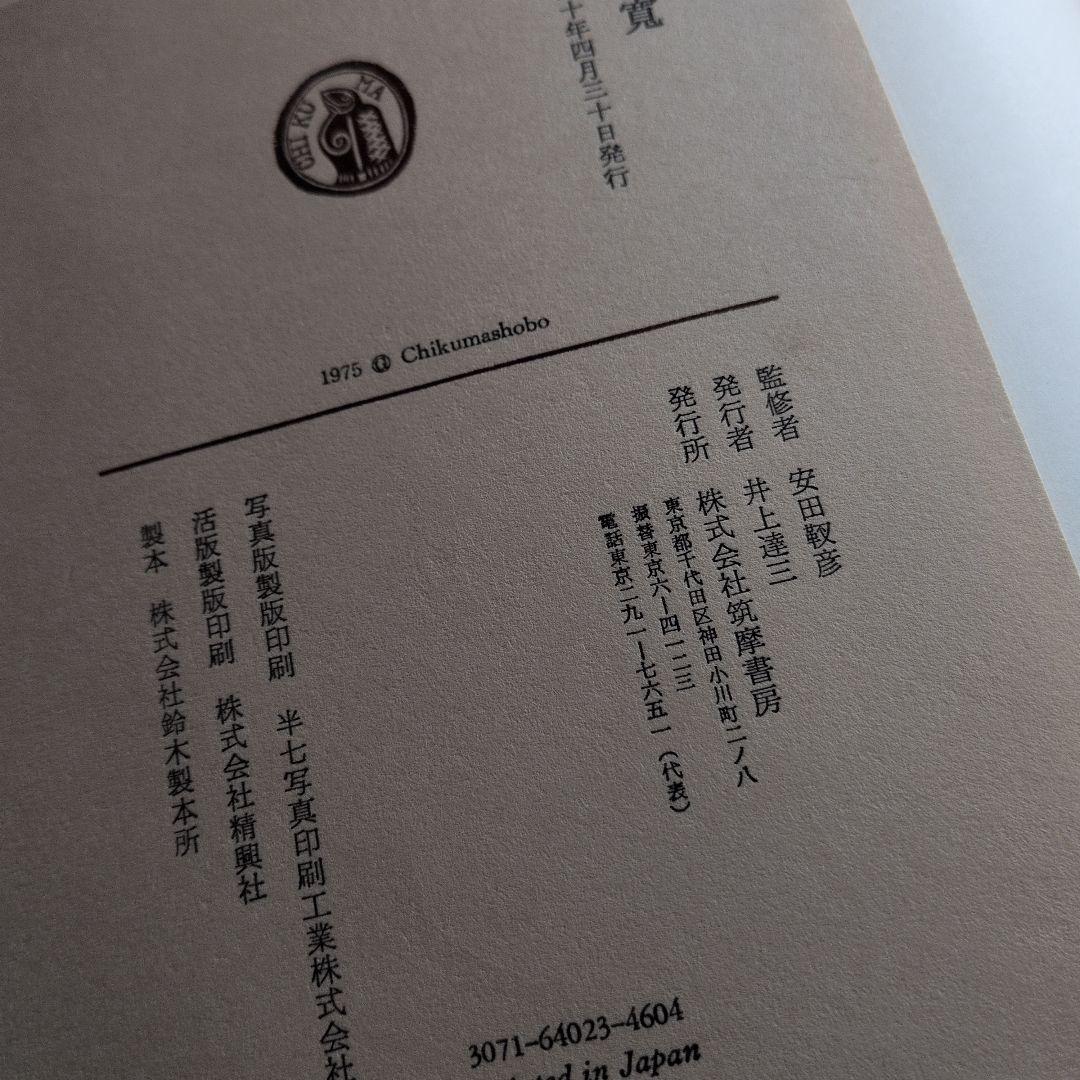 寛
十年四月三十日発行
CHIKUMA
1975 © Chikumashobo
監修者 安田靫彦
発行者 井上達三
発行所 株式会社筑摩書房
東京都千代田区神田小川町二ノ八
振替東京六ー四一二三
電話東京二九一ー七六五一（代表）
写真版製版印刷 半七写真印刷工業株式会社
活版製版印刷 株式会社精興社
製本 株式会社鈴木製本所
3071-64023-4604
in Japan